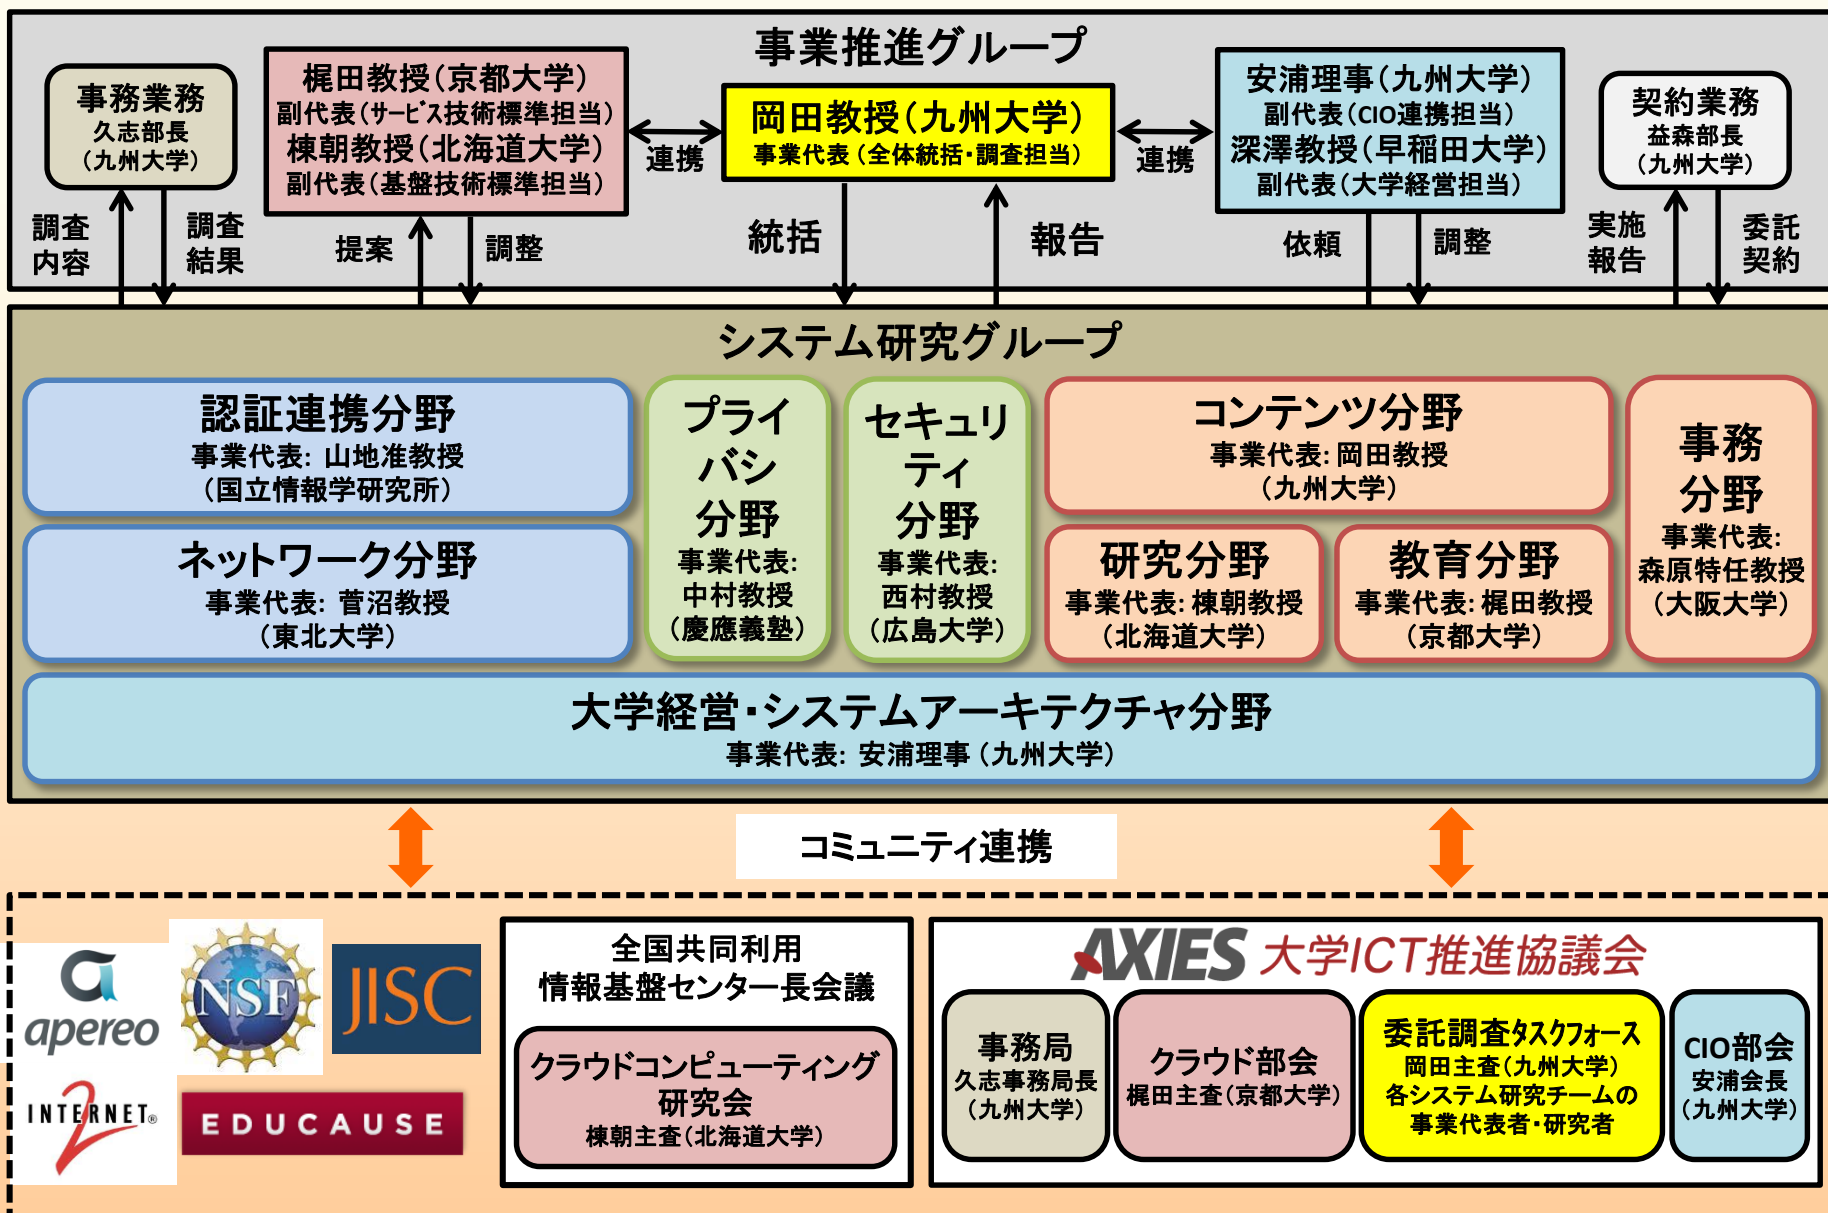 事業推進グループ
事務業務
久志部長
(九州大学)
梶田教授(京都大学)
副代表(サービス技術標準担当)
棟朝教授(北海道大学)
副代表(基盤技術標準担当)
連携
岡田教授(九州大学)
事業代表(全体統括・調査担当)
連携
安浦理事(九州大学)
副代表(CIO連携担当)
深澤教授(早稲田大学)
副代表(大学経営担当)
契約業務
益森部長
(九州大学)
調査
内容
調査
結果
提案
調整
統括
報告
依頼
調整
実施
報告
委託
契約
システム研究グループ
認証連携分野
事業代表: 山地准教授
(国立情報学研究所)
ネットワーク分野
事業代表: 菅沼教授
(東北大学)
プライ
バシ
分野
事業代表:
中村教授
(慶應義塾)
セキュリ
ティ
分野
事業代表:
西村教授
(広島大学)
コンテンツ分野
事業代表: 岡田教授
(九州大学)
研究分野
事業代表: 棟朝教授
(北海道大学)
教育分野
事業代表: 梶田教授
(京都大学)
事務
分野
事業代表:
森原特任教授
(大阪大学)
大学経営・システムアーキテクチャ分野
事業代表: 安浦理事(九州大学)
コミュニティ連携
apereo
NSF
JISC
INTERNET®
2
EDUCAUSE
全国共同利用
情報基盤センター長会議
クラウドコンピューティング
研究会
棟朝主査(北海道大学)
AXIES 大学ICT推進協議会
事務局
久志事務局長
(九州大学)
クラウド部会
梶田主査(京都大学)
委託調査タスクフォース
岡田主査(九州大学)
各システム研究チームの
事業代表者・研究者
CIO部会
安浦会長
(九州大学)